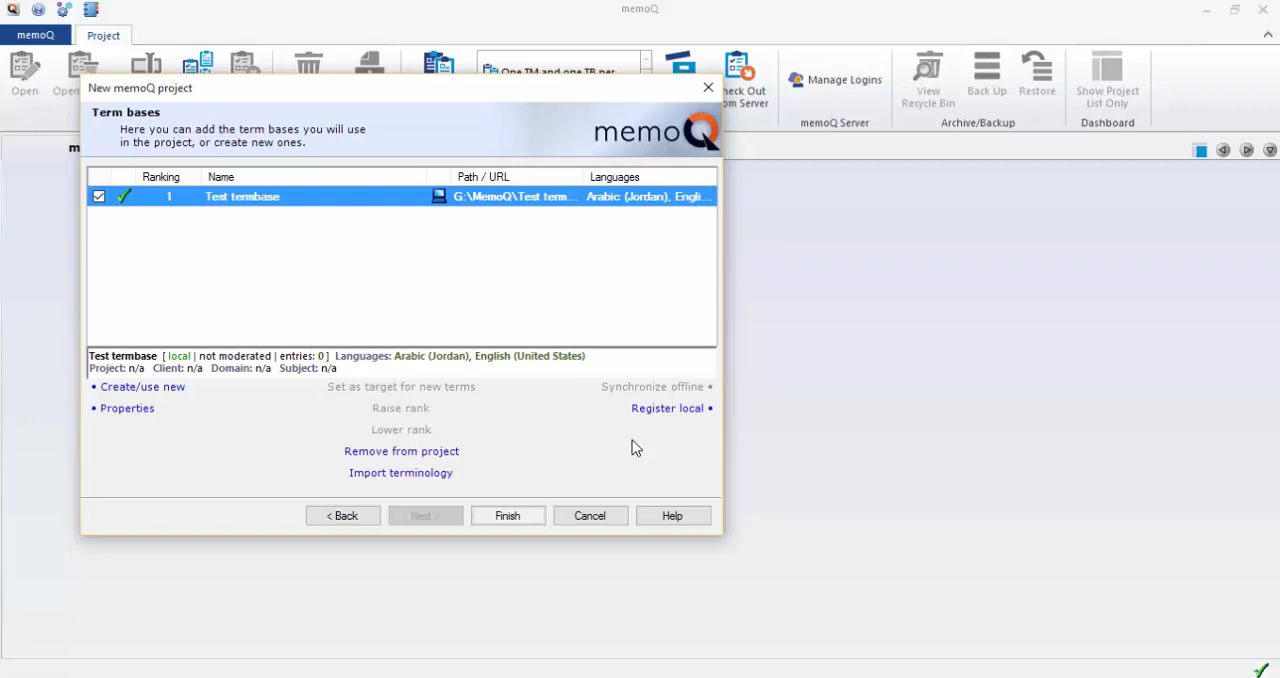 memoQ
memoQ Project
Open Open One TM and one TB per eck Out om Server Manage Logins View Recycle Bin Back Up Restore Show Project List Only
memoQ Server Archive/Backup Dashboard
New memoQ project
Term bases
Here you can add the term bases you will use
in the project, or create new ones.
memoQ
m
Ranking Name Path / URL Languages
1 Test termbase G:\MemoQ\Test term... Arabic (Jordan), Engli...
Test termbase [ local | not moderated | entries: 0 ] Languages: Arabic (Jordan), English (United States)
Project: n/a Client: n/a Domain: n/a Subject: n/a
• Create/use new Set as target for new terms Synchronize offline •
• Properties Raise rank Register local •
Lower rank
Remove from project
Import terminology
< Back Next > Finish Cancel Help